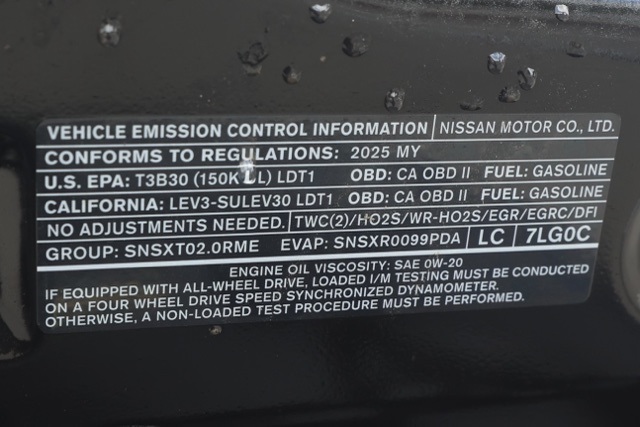 VEHICLE EMISSION CONTROL INFORMATION NISSAN MOTOR CO., LTD.
CONFORMS TO REGULATIONS: 2025 MY
U.S. EPA: T3B30 (150K LL) LDT1 OBD: CA OBD II FUEL: GASOLINE
CALIFORNIA: LEV3-SULEV30 LDT1 OBD: CA OBD II FUEL: GASOLINE
NO ADJUSTMENTS NEEDED. TWC(2)/HO2S/WR-HO2S/EGR/EGRC/DFI
GROUP: SNSXT02.0RME EVAP: SNSXR0099PDA LC 7LG0C
ENGINE OIL VISCOSITY: SAE 0W-20
IF EQUIPPED WITH ALL-WHEEL DRIVE, LOADED I/M TESTING MUST BE CONDUCTED
ON A FOUR WHEEL DRIVE SPEED SYNCHRONIZED DYNAMOMETER.
OTHERWISE, A NON-LOADED TEST PROCEDURE MUST BE PERFORMED.